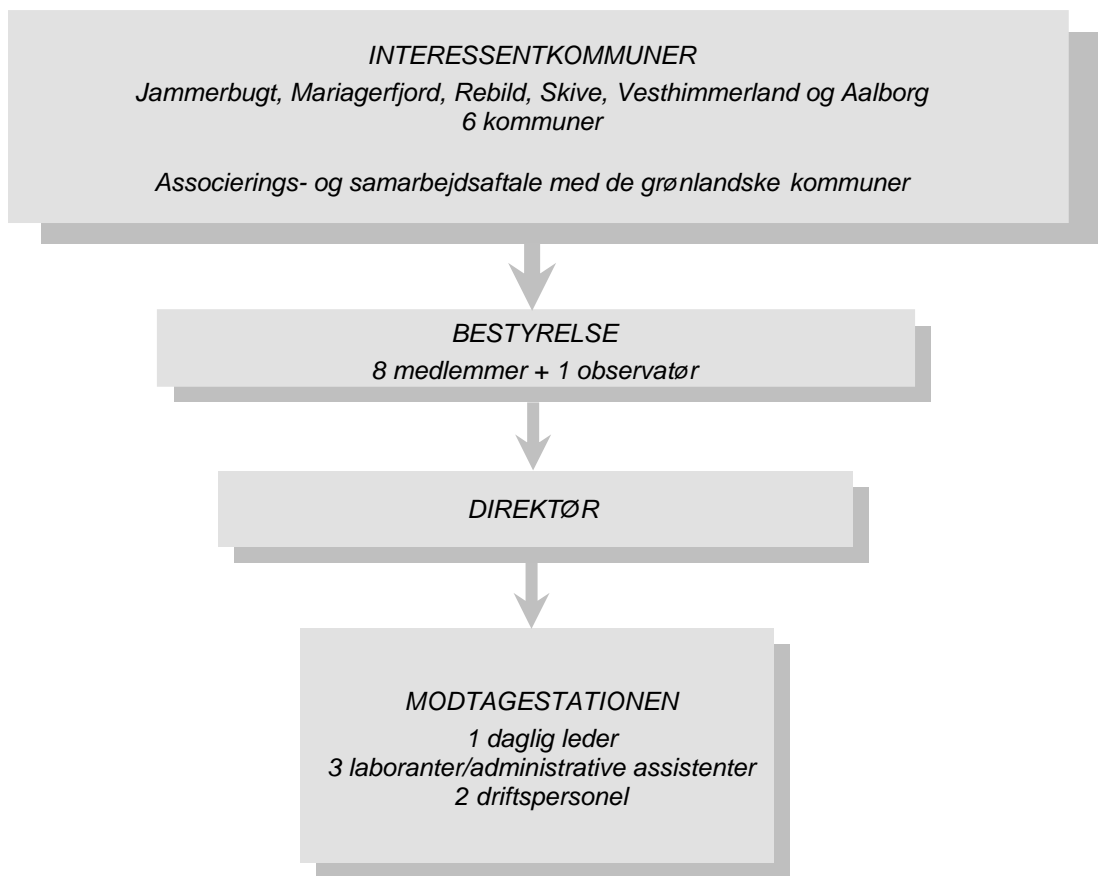 INTERESSENTKOMMUNER
Jammerbugt, Mariagerfjord, Rebild, Skive, Vesthimmerland og Aalborg
6 kommuner
Associerings- og samarbejdsaftale med de grønlandske kommuner
BESTYRELSE
8 medlemmer + 1 observatør
DIREKTØR
MODTAGESTATIONEN
1 daglig leder
3 laboranter/administrative assistenter
2 driftspersonel